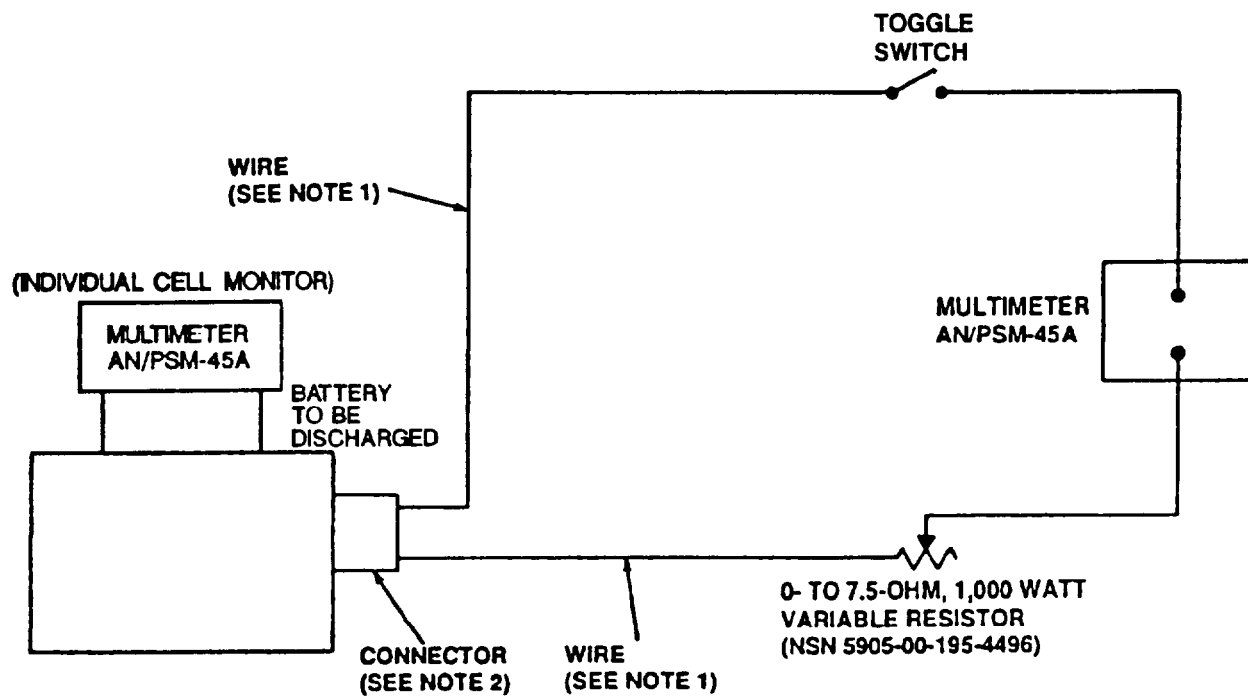 TOGGLE
SWITCH
WIRE
(SEE NOTE 1)
(INDIVIDUAL CELL MONITOR)
MULTIMETER
AN/PSM-45A
MULTIMETER
AN/PSM-45A
BATTERY
TO BE
DISCHARGED
0- TO 7.5-OHM, 1,000 WATT
VARIABLE RESISTOR
(NSN 5905-00-195-4496)
CONNECTOR
(SEE NOTE 2)
WIRE
(SEE NOTE 1)